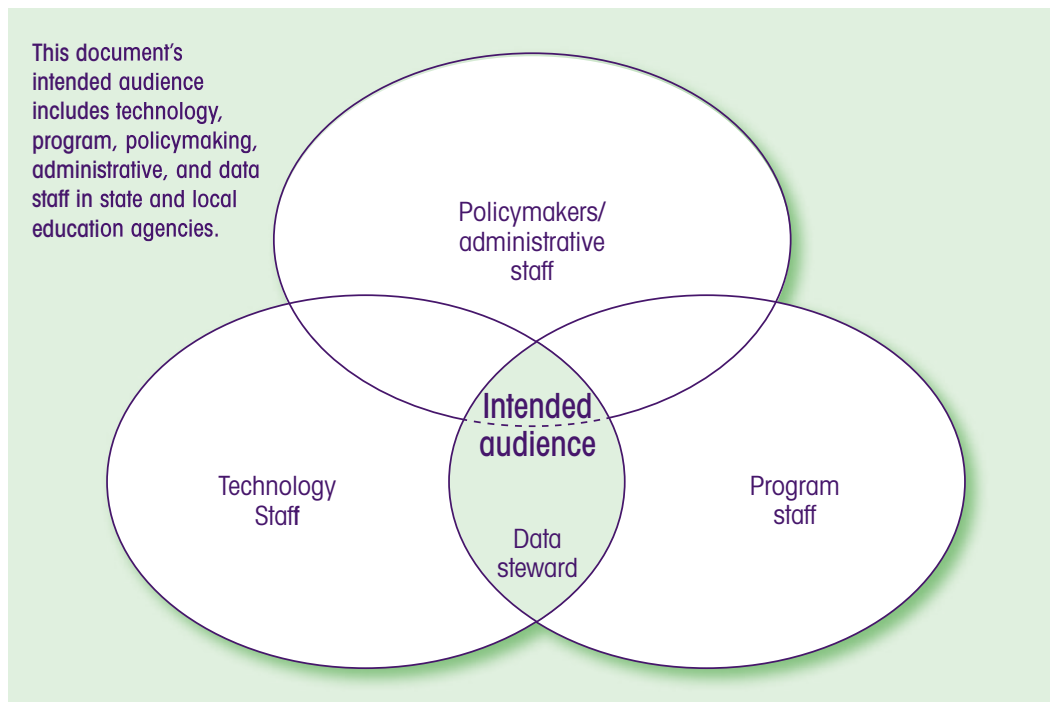 This document's
intended audience
includes technology,
program, policymaking,
administrative, and data
staff in state and local
education agencies.
Policymakers/
administrative
staff
Intended
audience
Technology
Staff
Program
staff
Data
steward